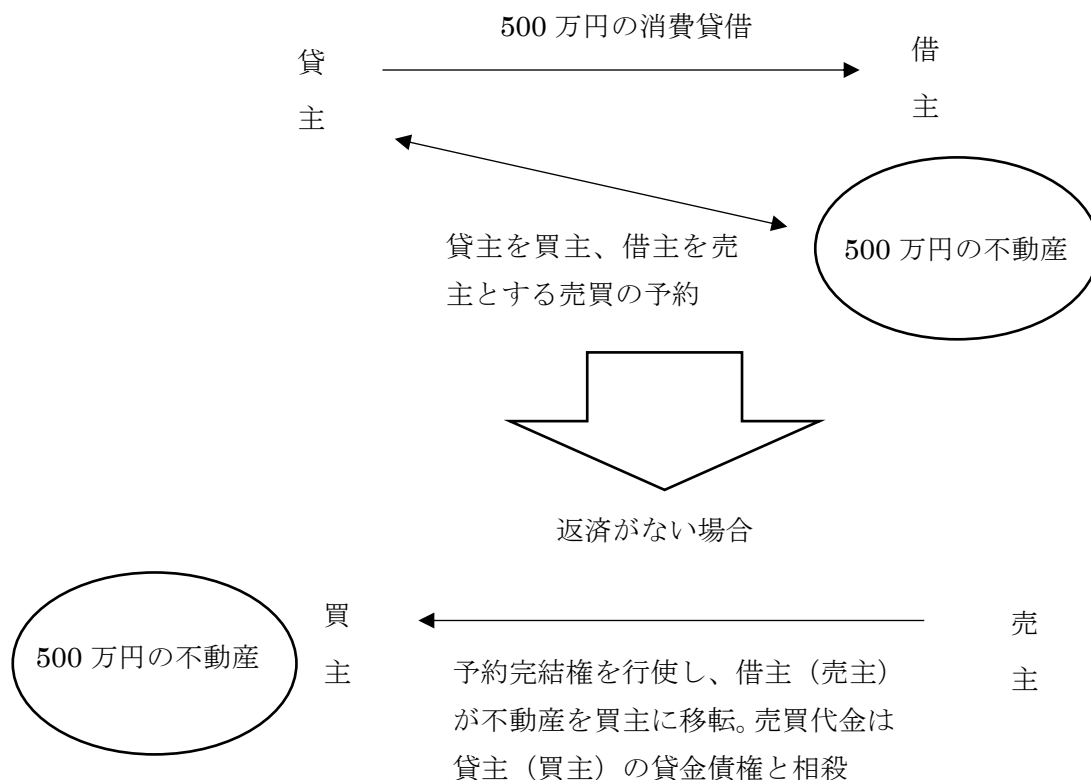 500 万円の消費貸借
貸
主
借
主
貸主を買主、借主を売
主とする売買の予約
500 万円の不動産
返済がない場合
500 万円の不動産
買
主
売
主
予約完結権を行使し、借主（売主）
が不動産を買主に移転。売買代金は
貸主（買主）の貸金債権と相殺